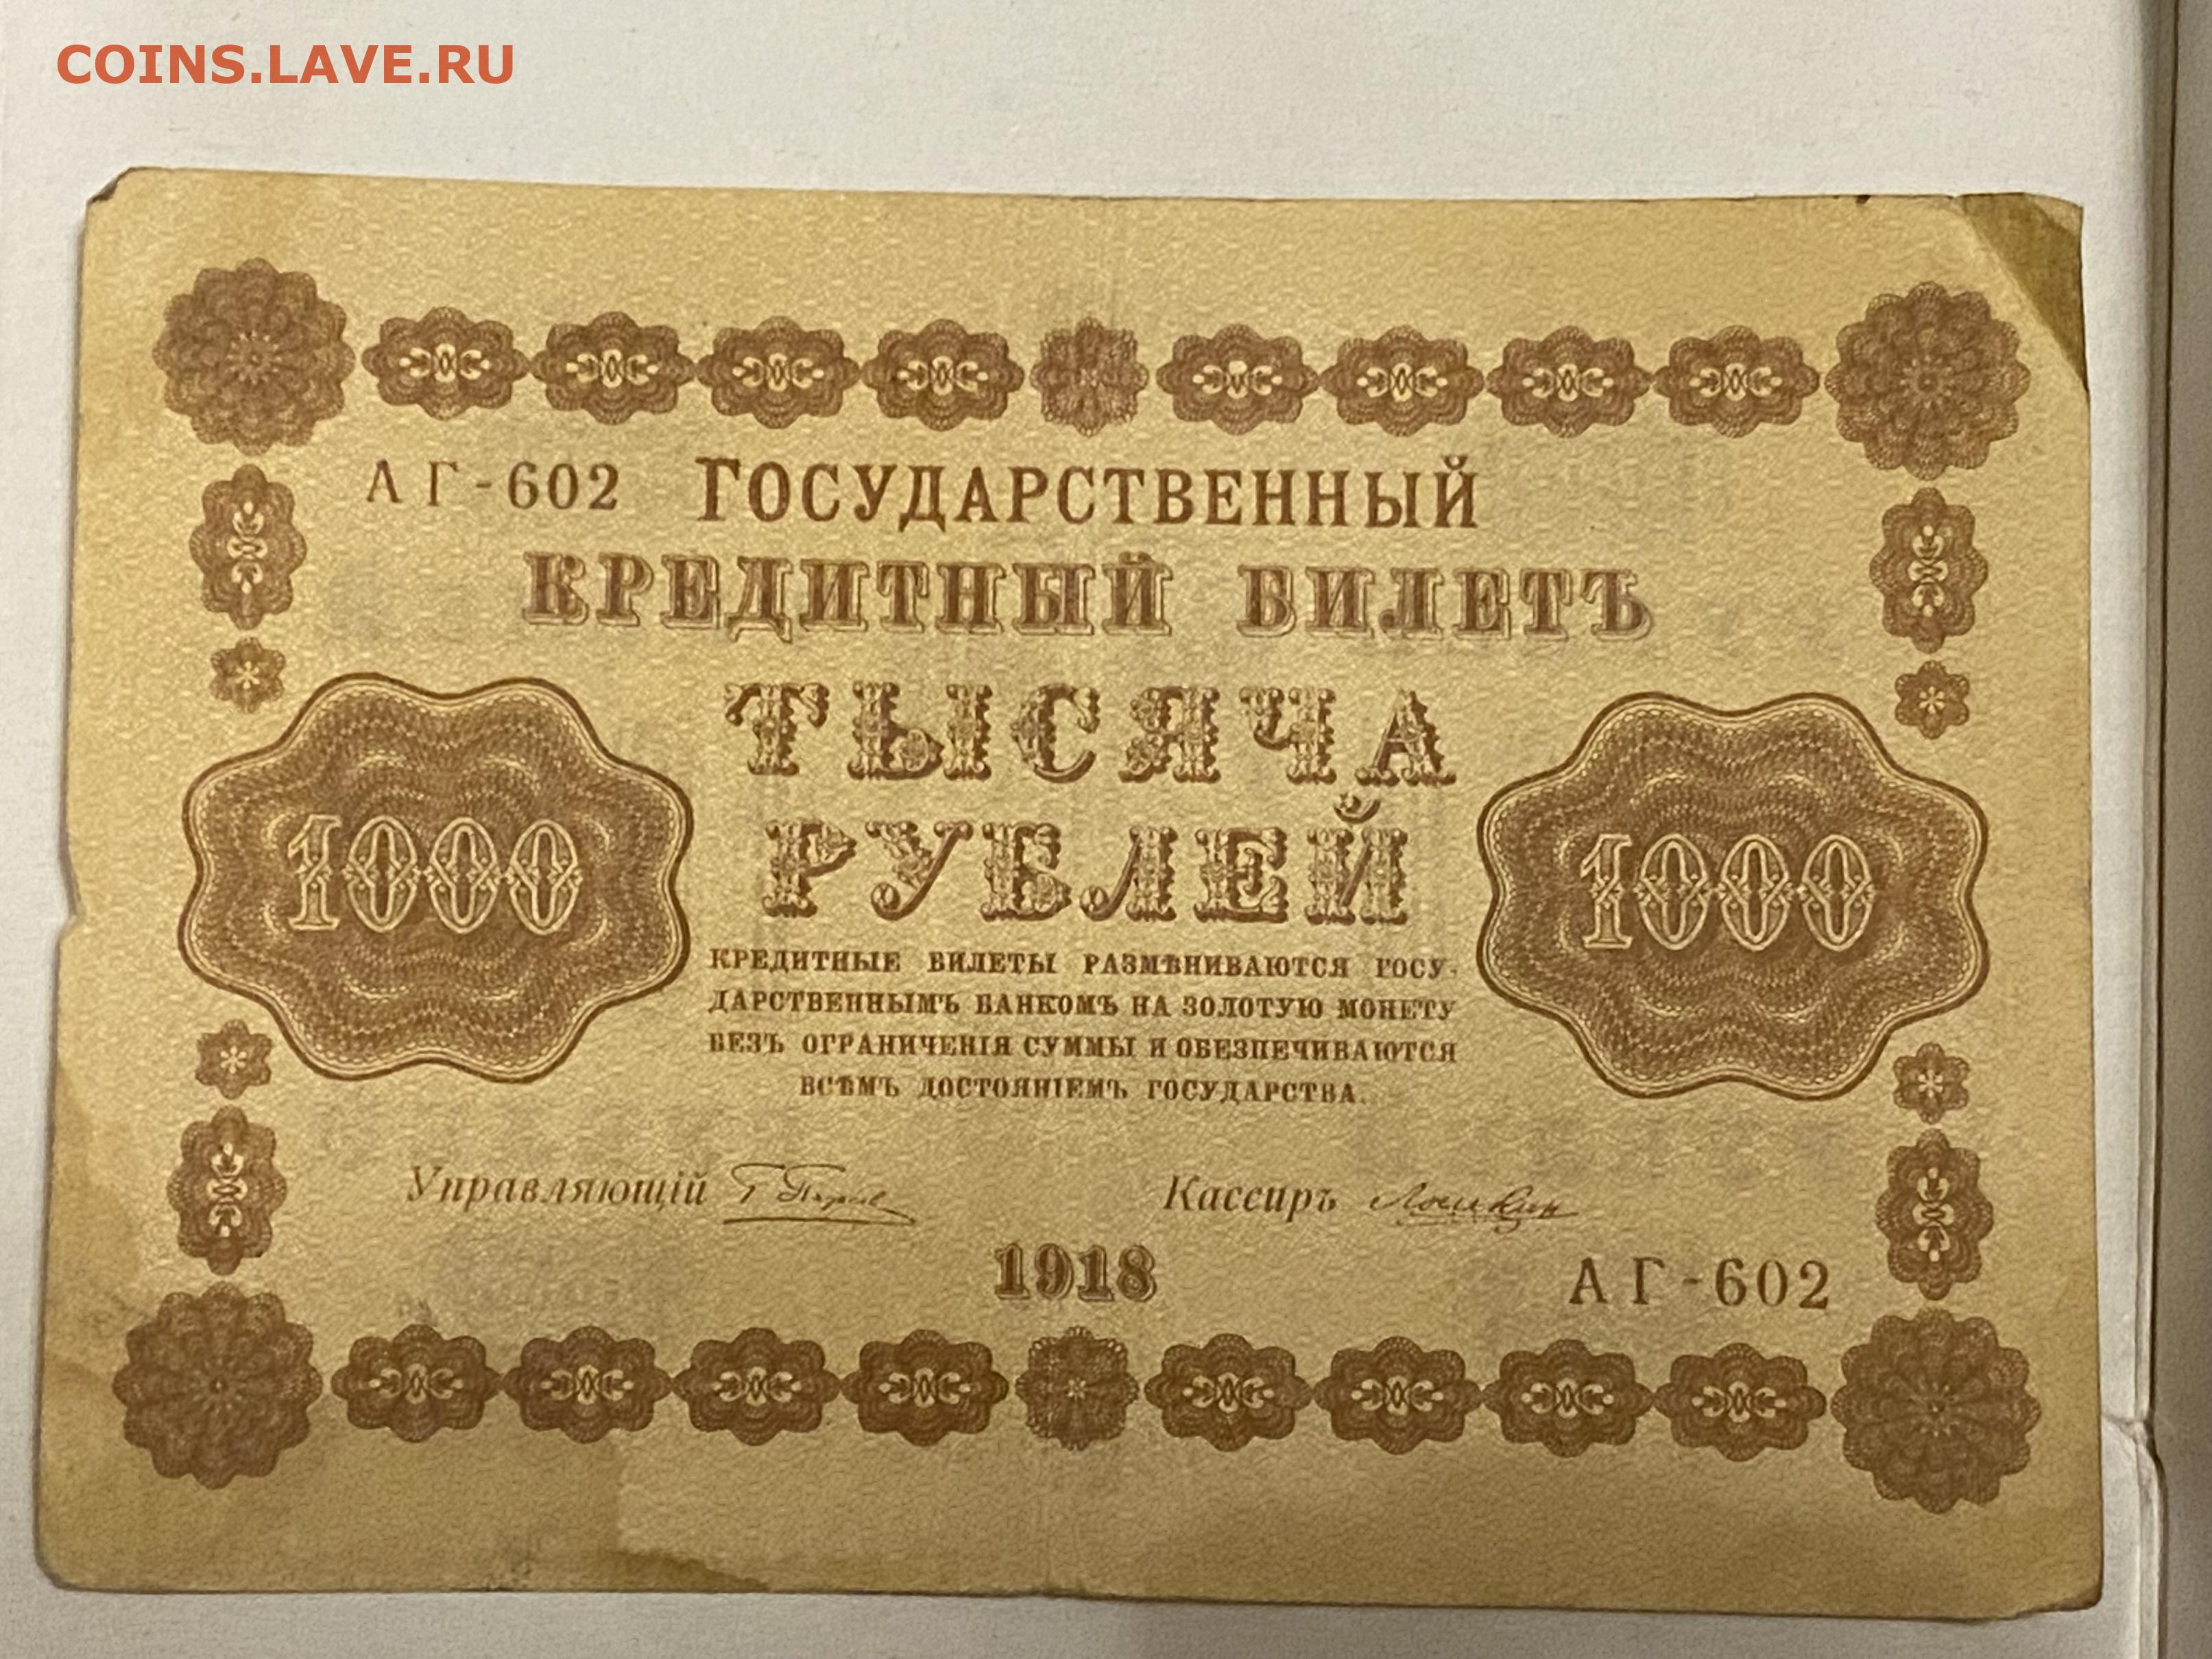 COINS.LAVE.RU
АГ-602 ГОСУДАРСТВЕННЫЙ
КРЕДИТНЫЙ БИЛЕТЪ
ТЫСЯЧА
РУБЛЕЙ
1000
1000
КРЕДИТНЫЕ БИЛЕТЫ РАЗМѢНИВАЮТСЯ ГОСУ-
ДАРСТВЕННЫМЪ БАНКОМЪ НА ЗОЛОТУЮ МОНЕТУ
БЕЗЪ ОГРАНИЧЕНІЯ СУММЫ И ОБЕЗПЕЧИВАЮТСЯ
ВСѢМЪ ДОСТОЯНІЕМЪ ГОСУДАРСТВА.
Управляющій Кассиръ
1918
АГ-602